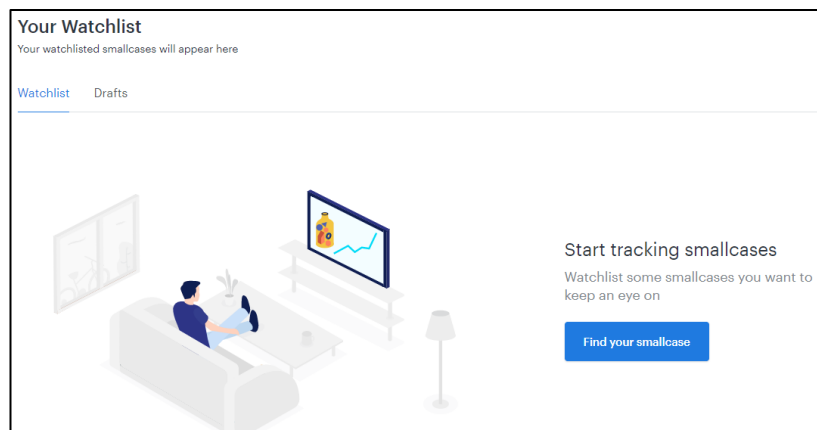 Your Watchlist
Your watchlisted smallcases will appear here
Watchlist Drafts
Start tracking smallcases
Watchlist some smallcases you want to
keep an eye on
Find your smallcase